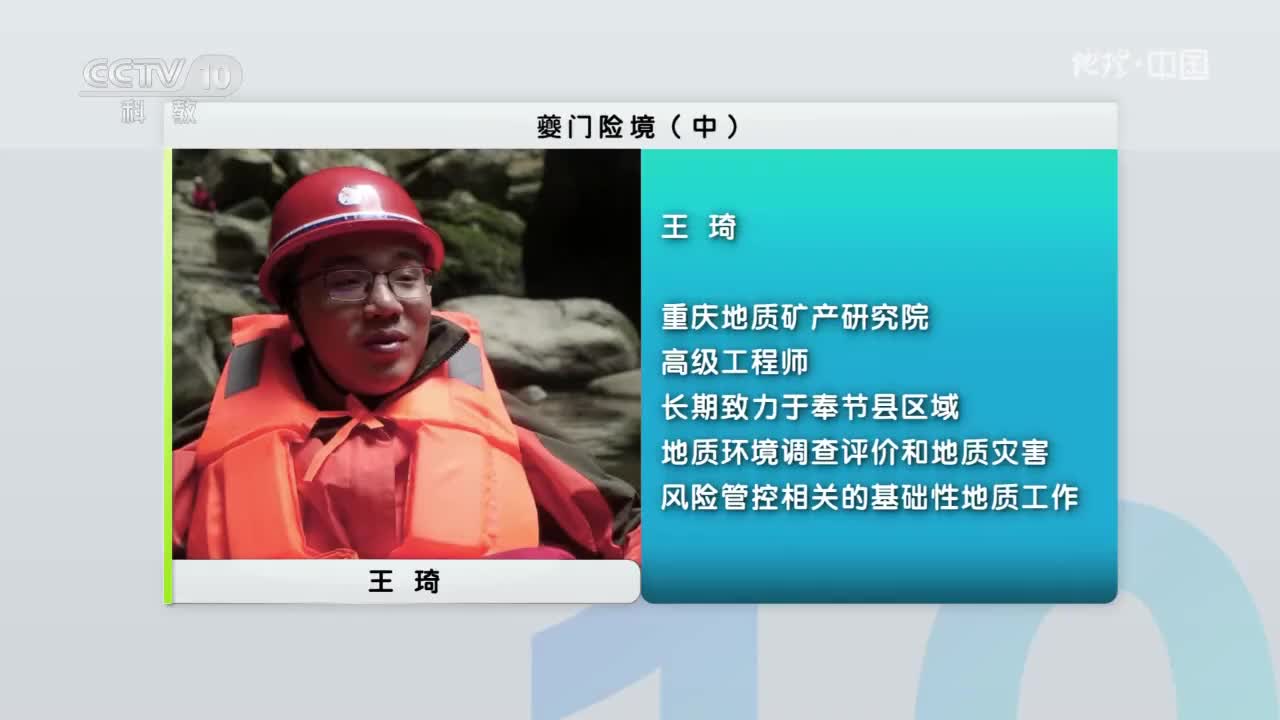 CCTV 10
科教
地理·中国
夔门险境（中）
王 琦
重庆地质矿产研究院
高级工程师
长期致力于奉节县区域
地质环境调查评价和地质灾害
风险管控相关的基础性地质工作
王 琦
10